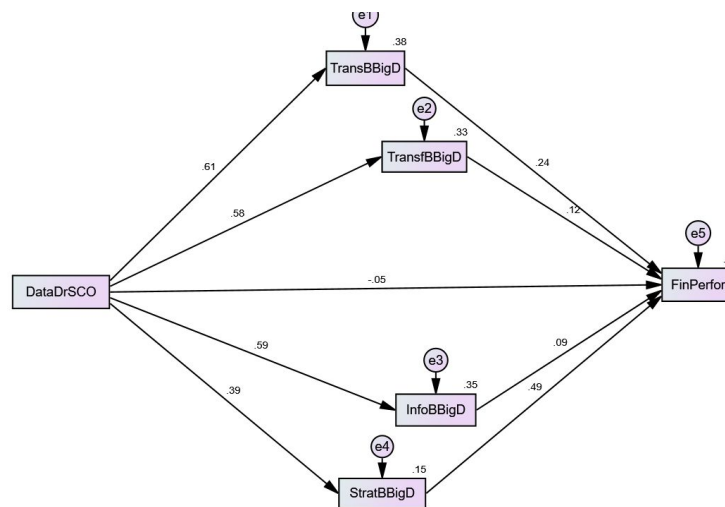 e1
.38
TransBBigD
e2
.33
TransfBBigD
.61
.24
.58
.12
e5
-.05
DataDrSCO
FinPerfor
.59
.09
e3
.39
.35
.49
InfoBBigD
e4
.15
StratBBigD